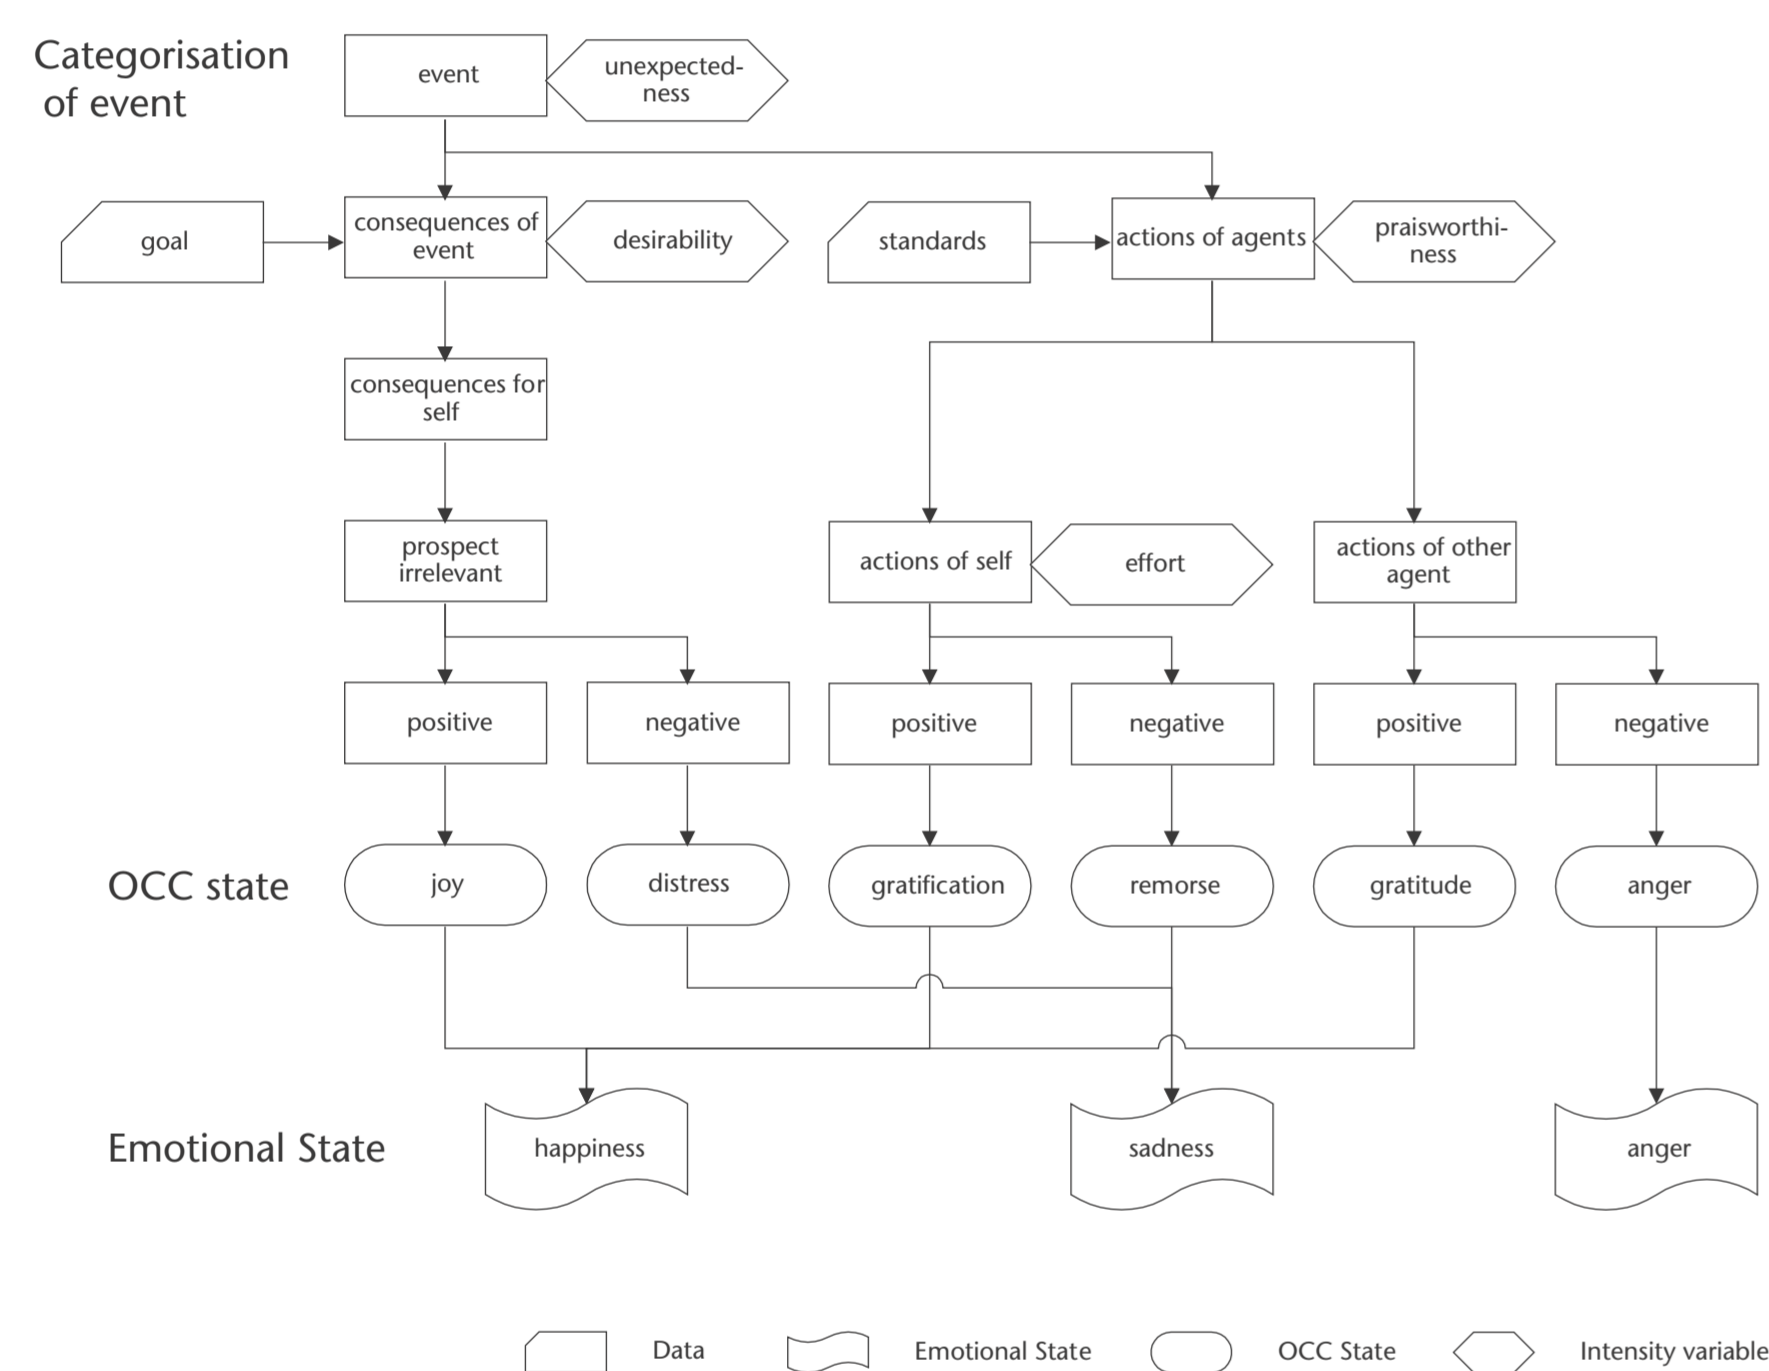 Categorisation
of event
event
unexpected-
ness
goal
consequences of
event
desirability
standards
actions of agents
praisworthi-
ness
consequences for
self
prospect
irrelevant
actions of self
effort
actions of other
agent
positive
negative
positive
negative
positive
negative
OCC state
joy
distress
gratification
remorse
gratitude
anger
Emotional State
happiness
sadness
anger
Data
Emotional State
OCC State
Intensity variable